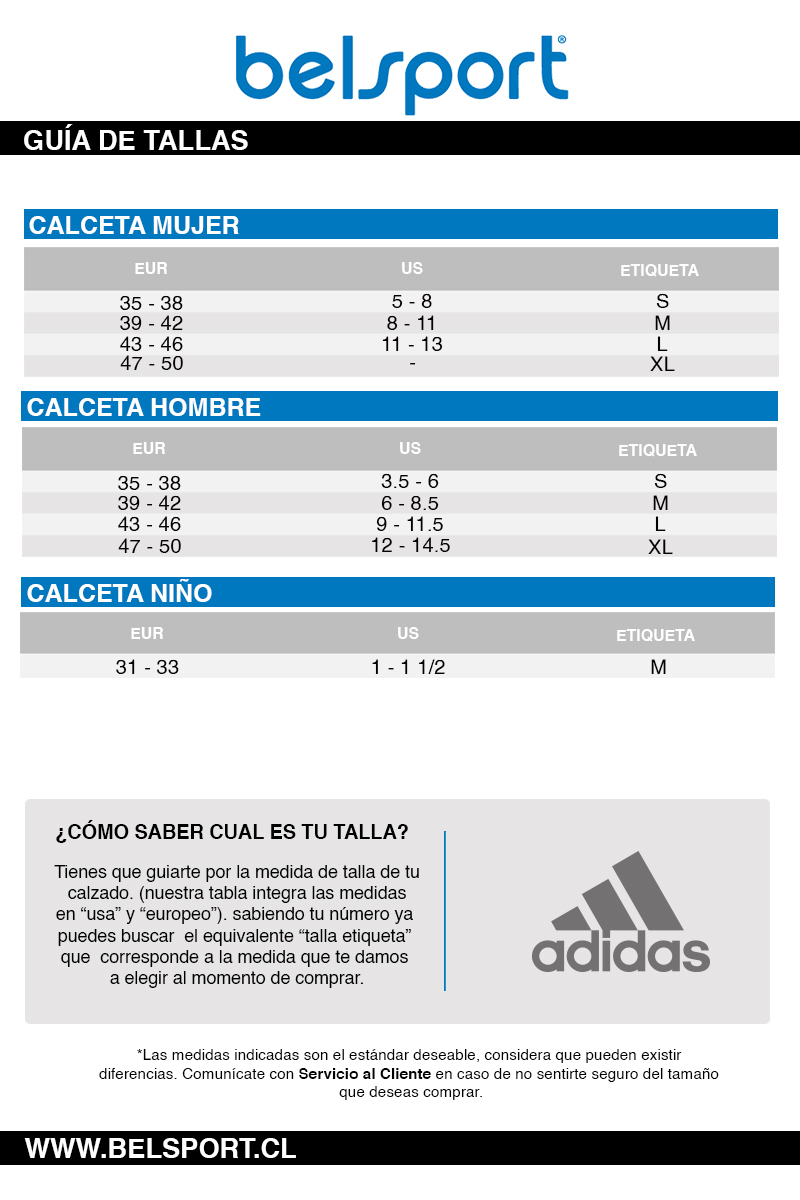 belsport®
GUÍA DE TALLAS
CALCETA MUJER
EUR US ETIQUETA
35 - 38 5 - 8 S
39 - 42 8 - 11 M
43 - 46 11 - 13 L
47 - 50 - XL
CALCETA HOMBRE
EUR US ETIQUETA
35 - 38 3.5 - 6 S
39 - 42 6 - 8.5 M
43 - 46 9 - 11.5 L
47 - 50 12 - 14.5 XL
CALCETA NIÑO
EUR US ETIQUETA
31 - 33 1 - 1 1/2 M
¿CÓMO SABER CUAL ES TU TALLA?
Tienes que guiarte por la medida de talla de tu
calzado. (nuestra tabla integra las medidas
en “usa” y “europeo”). sabiendo tu número ya
puedes buscar el equivalente “talla etiqueta”
que corresponde a la medida que te damos
a elegir al momento de comprar.
adidas
*Las medidas indicadas son el estándar deseable, considera que pueden existir
diferencias. Comunícate con Servicio al Cliente en caso de no sentirte seguro del tamaño
que deseas comprar.
WWW.BELSPORT.CL